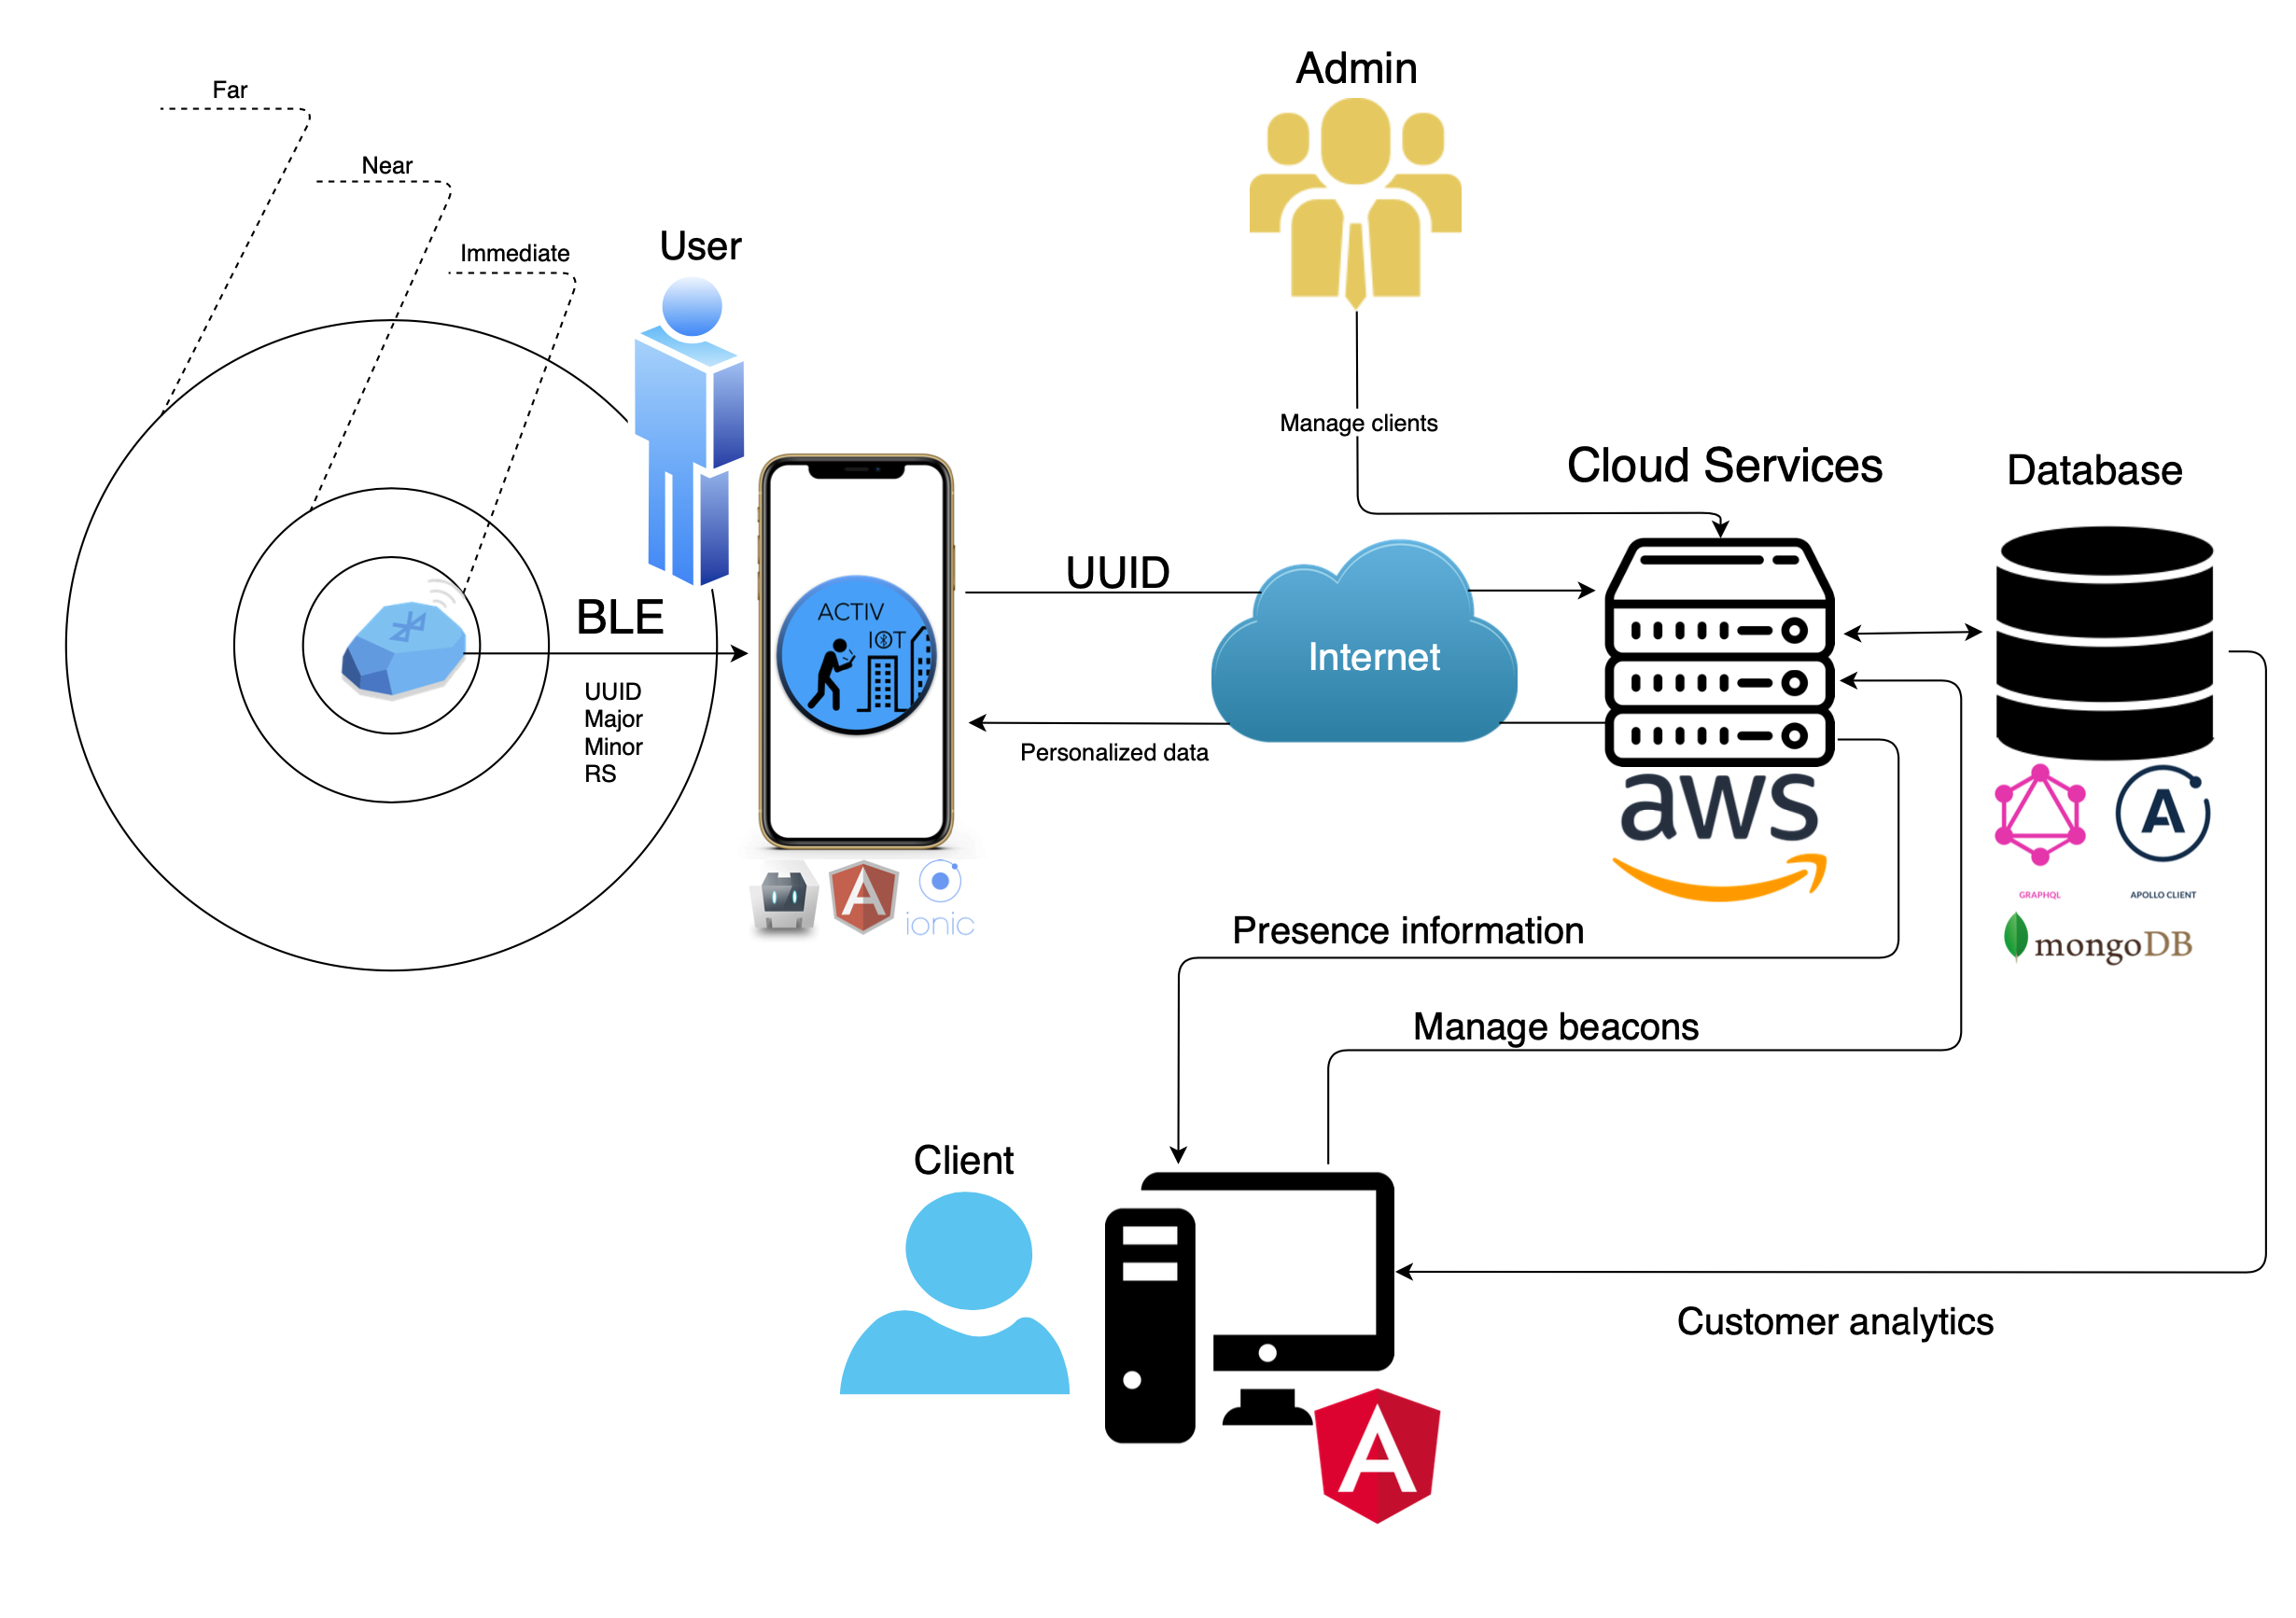 Admin
Far
Near
Immediate
User
Manage clients
Cloud Services
Database
UUID
BLE
ACTIV
IOT
Internet
UUID
Major
Minor
RS
Personalized data
aws
ionic
GRAPHQL
APOLLO CLIENT
mongoDB
Presence information
Manage beacons
Client
Customer analytics